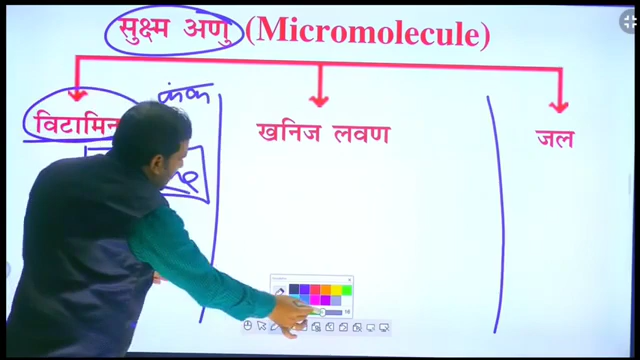 सुक्ष्म अणु (Micromolecule)
विटामिन
खनिज लवण
जल